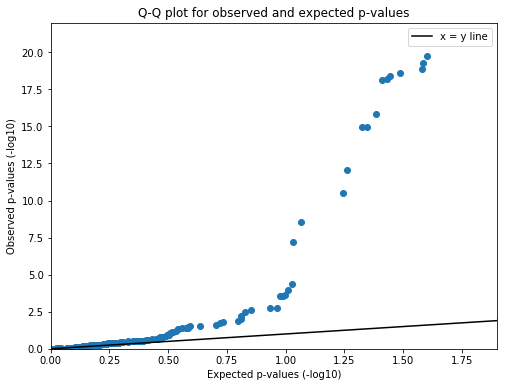 Q-Q plot for observed and expected p-values
x = y line
Observed p-values (-log10)
20.0
17.5
15.0
12.5
10.0
7.5
5.0
2.5
0.0
0.00 0.25 0.50 0.75 1.00 1.25 1.50 1.75
Expected p-values (-log10)